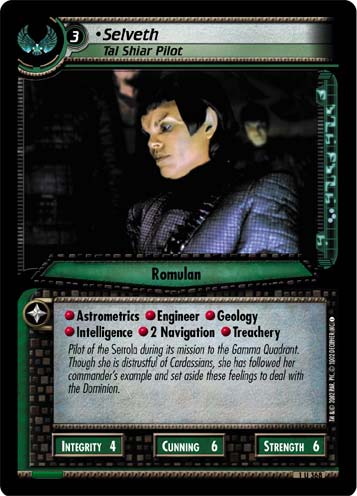 3
•Selveth
Tal Shiar Pilot
Romulan
• Astrometrics • Engineer • Geology
• Intelligence • 2 Navigation • Treachery
Pilot of the Serrola during its mission to the Gamma Quadrant.
Though she is distrustful of Cardassians, she has followed her
commander's example and set aside these feelings to deal with
the Dominion.
INTEGRITY 4
CUNNING 6
STRENGTH 6